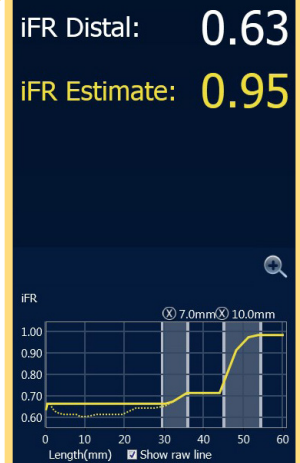 iFR Distal: 0.63
iFR Estimate: 0.95
iFR
ⓧ 7.0mm ⓧ 10.0mm
1.00
0.90
0.80
0.70
0.60
0 10 20 30 40 50 60
Length(mm) ☑ Show raw line